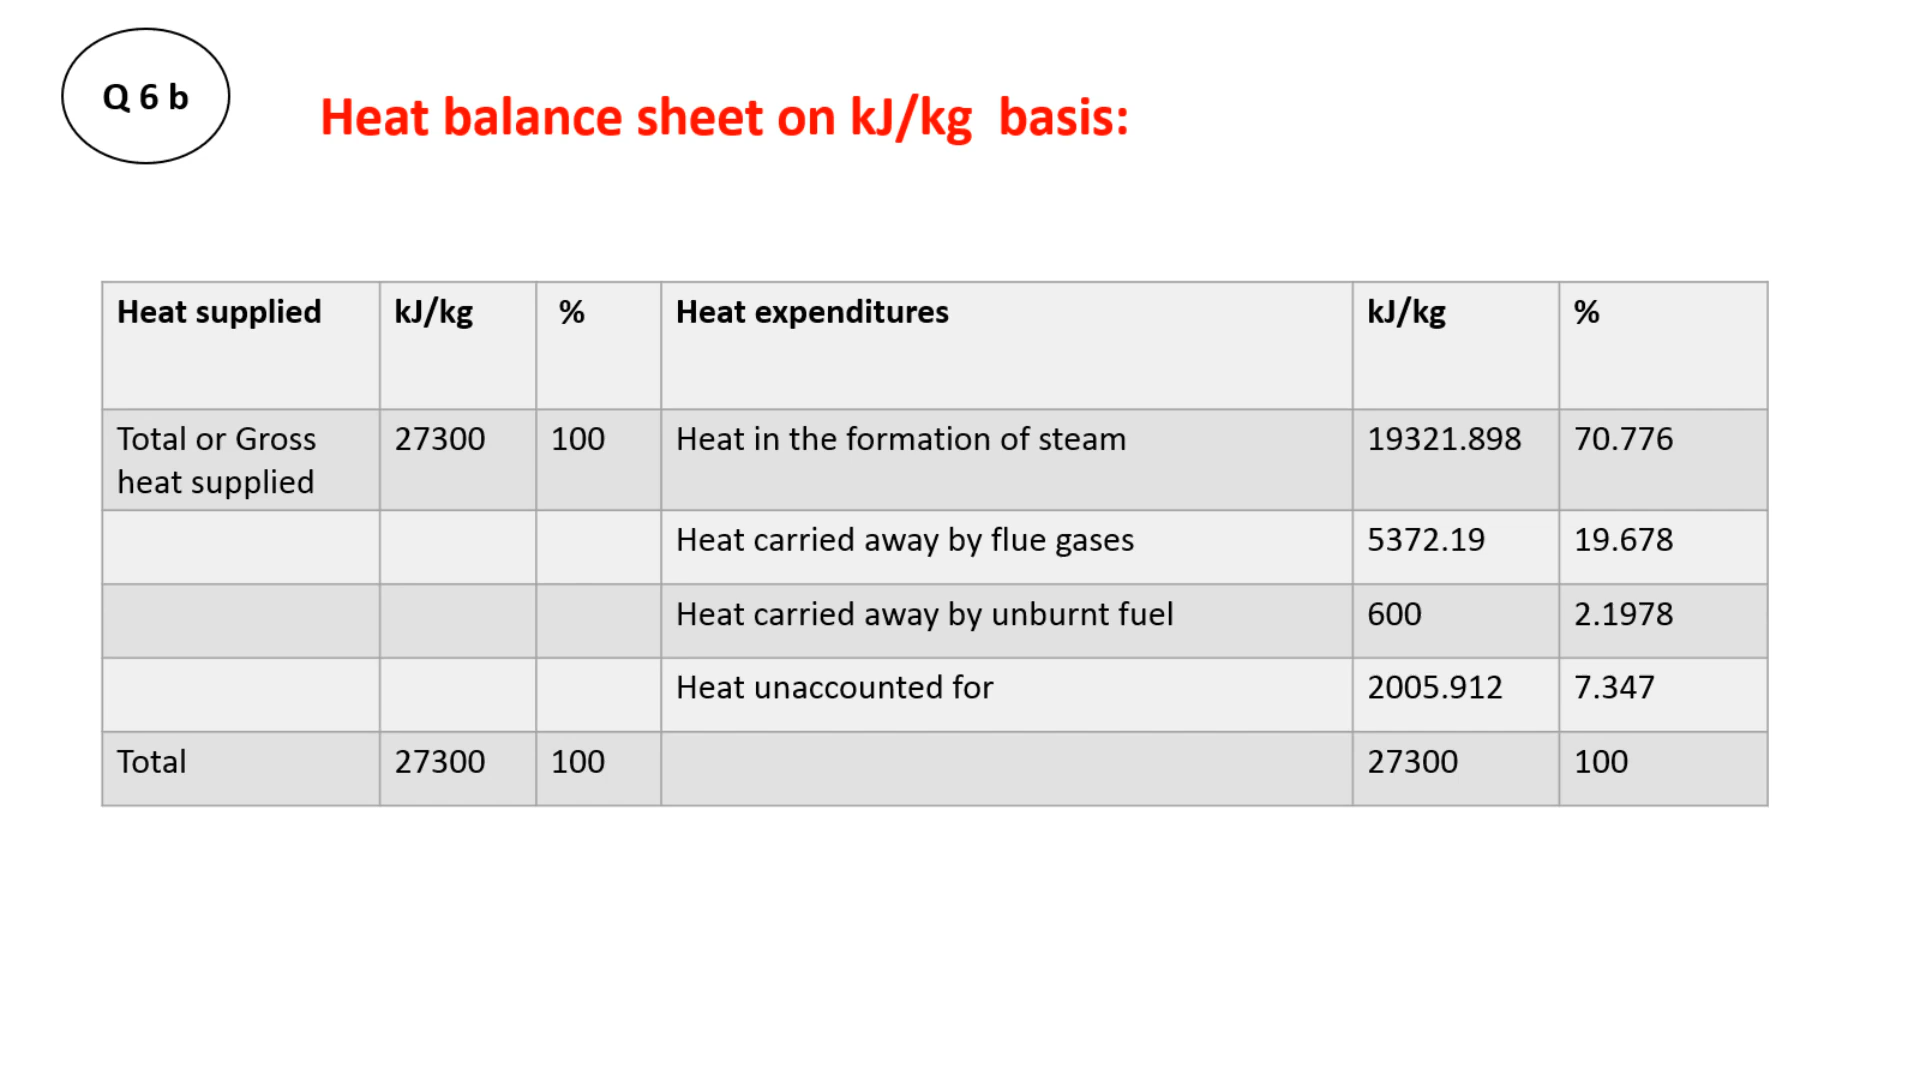 Q 6 b
Heat balance sheet on kJ/kg basis:
Heat supplied kJ/kg % Heat expenditures kJ/kg %
Total or Gross heat supplied 27300 100 Heat in the formation of steam 19321.898 70.776
Heat carried away by flue gases 5372.19 19.678
Heat carried away by unburnt fuel 600 2.1978
Heat unaccounted for 2005.912 7.347
Total 27300 100 27300 100